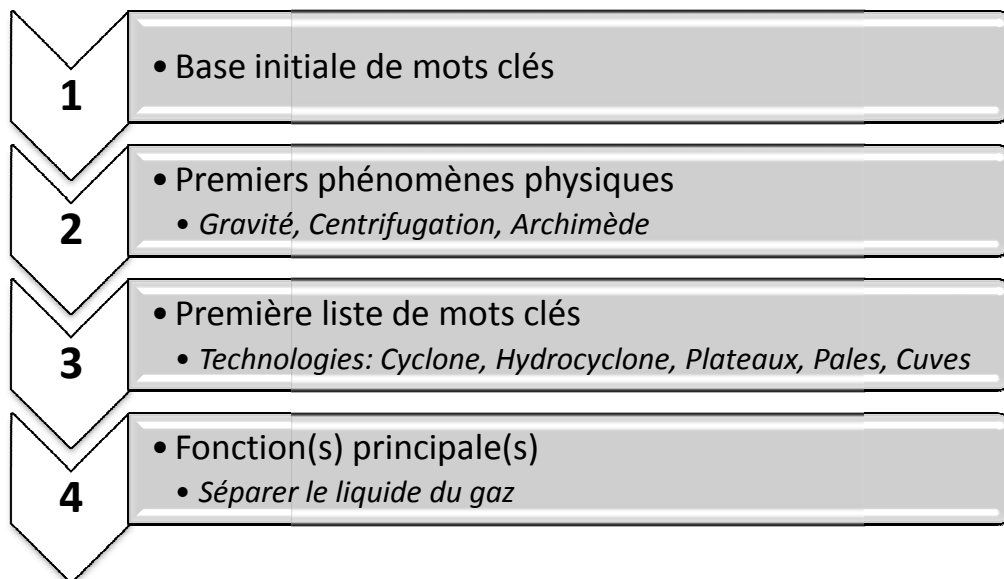 1
• Base initiale de mots clés
2
• Premiers phénomènes physiques
• Gravité, Centrifugation, Archimède
3
• Première liste de mots clés
• Technologies: Cyclone, Hydrocyclone, Plateaux, Pales, Cuves
4
• Fonction(s) principale(s)
• Séparer le liquide du gaz